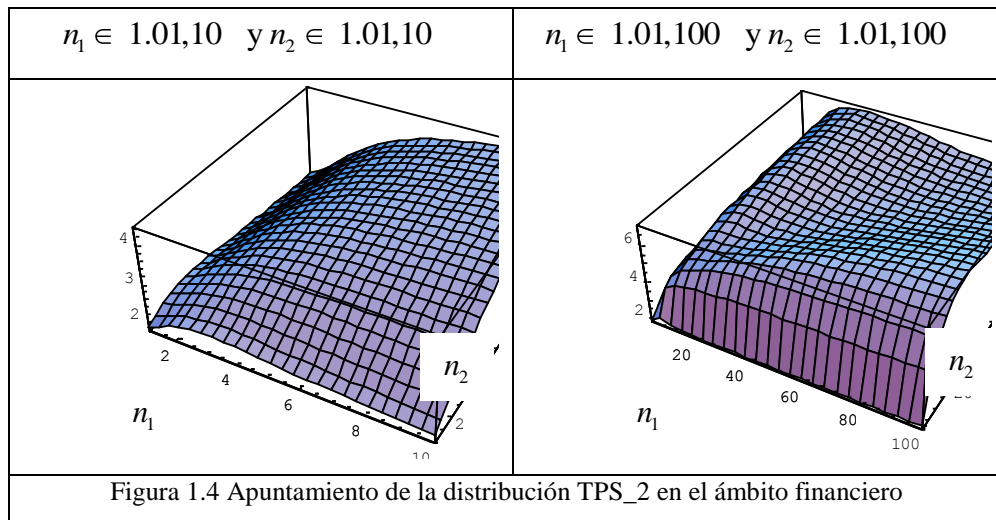 n₁ ∈ 1.01,10 y n₂ ∈ 1.01,10
n₁ ∈ 1.01,100 y n₂ ∈ 1.01,100
4
3
2
2
4
6
8
10
2
n₁
n₂
6
4
2
20
40
60
80
100
20
n₁
n₂
Figura 1.4 Apuntamiento de la distribución TPS_2 en el ámbito financiero